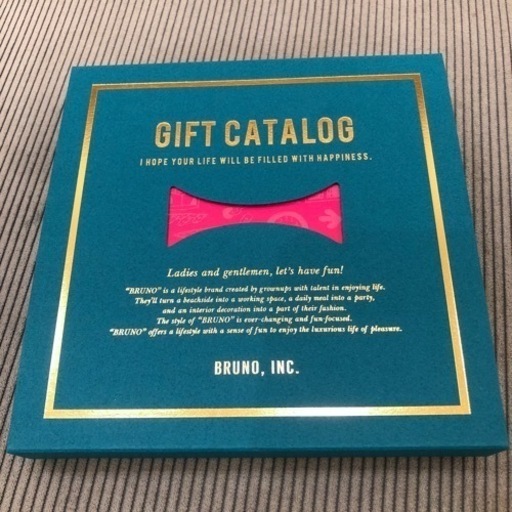 GIFT CATALOG
I HOPE YOUR LIFE WILL BE FILLED WITH HAPPINESS.
Ladies and gentlemen, let's have fun!
"BRUNO" is a lifestyle brand created by grownups with talent in enjoying life.
They'll turn a beachside into a working space, a daily meal into a party,
and an interior decoration into a part of their fashion.
The style of "BRUNO" is ever-changing and fun-focused.
"BRUNO" offers a lifestyle with a sense of fun to enjoy the luxurious life of pleasure.
BRUNO, INC.